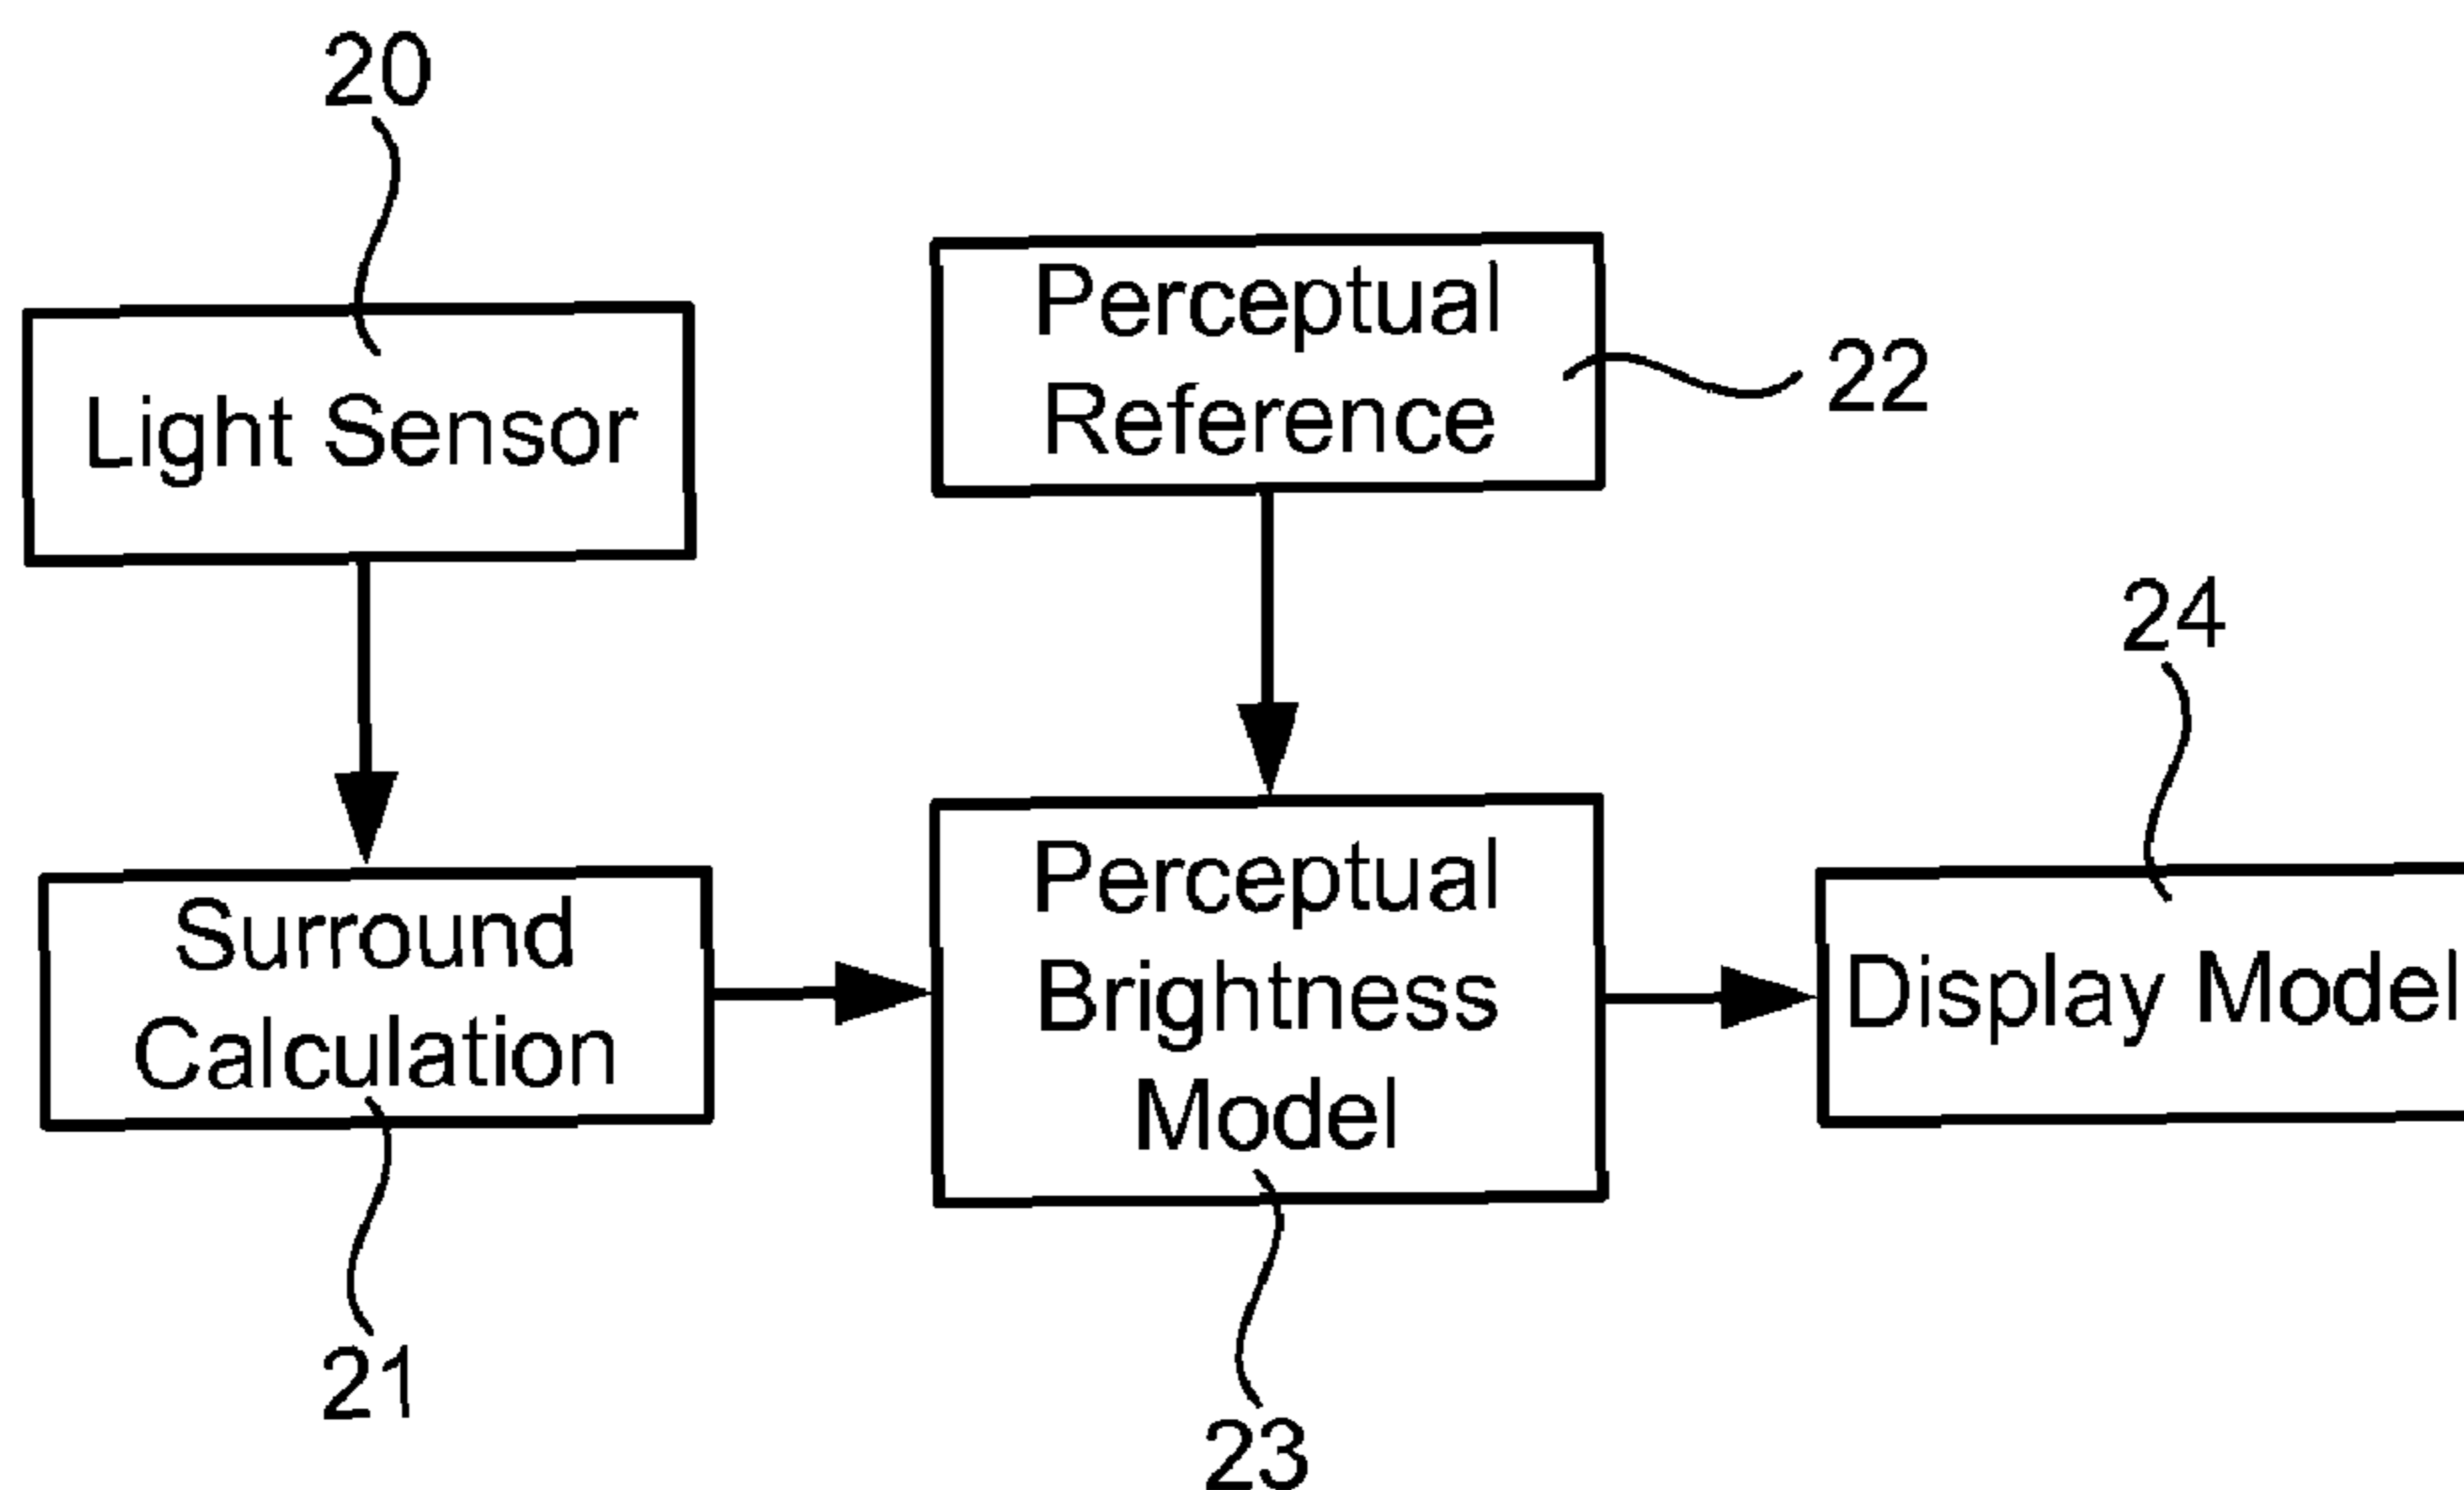 20
Light Sensor
Perceptual
Reference
22
24
Surround
Calculation
21
Perceptual
Brightness
Model
23
Display Model